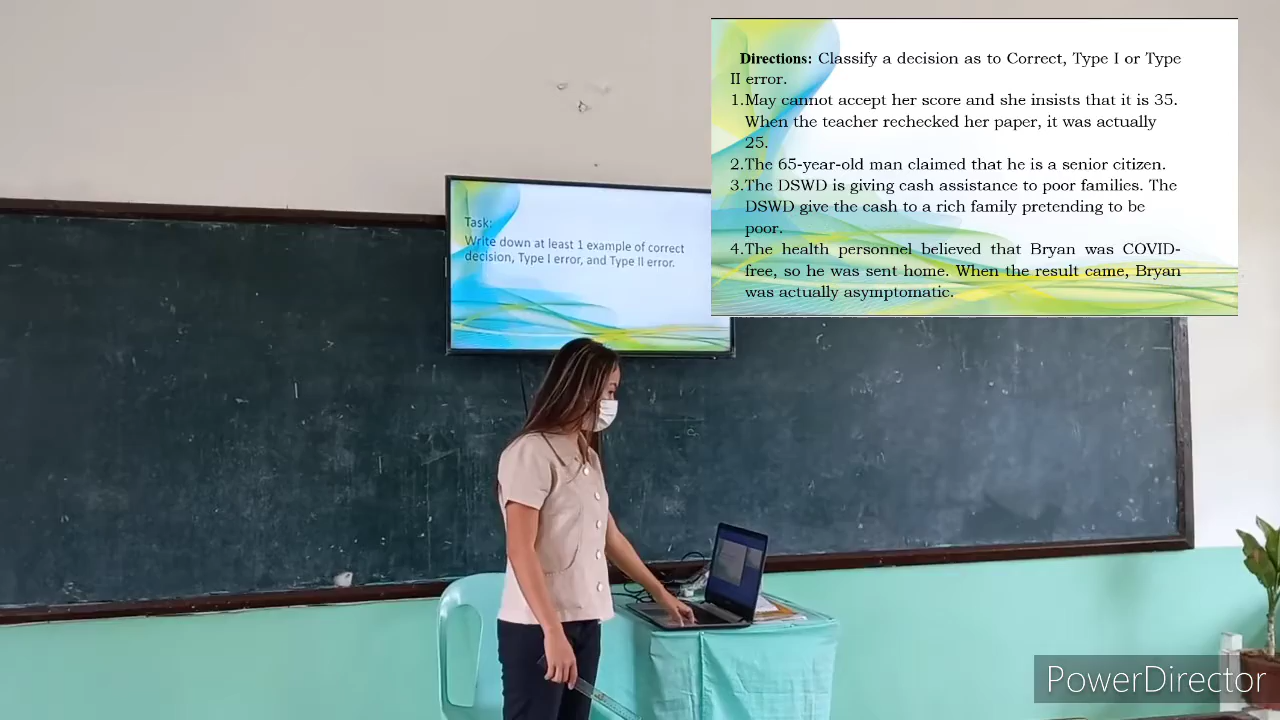 Directions: Classify a decision as to Correct, Type I or Type
II error.
1.May cannot accept her score and she insists that it is 35.
When the teacher rechecked her paper, it was actually
25.
2.The 65-year-old man claimed that he is a senior citizen.
3.The DSWD is giving cash assistance to poor families. The
DSWD give the cash to a rich family pretending to be
poor.
4.The health personnel believed that Bryan was COVID-
free, so he was sent home. When the result came, Bryan
was actually asymptomatic.
Task:
Write down at least 1 example of correct
decision, Type I error, and Type II error.
PowerDirector